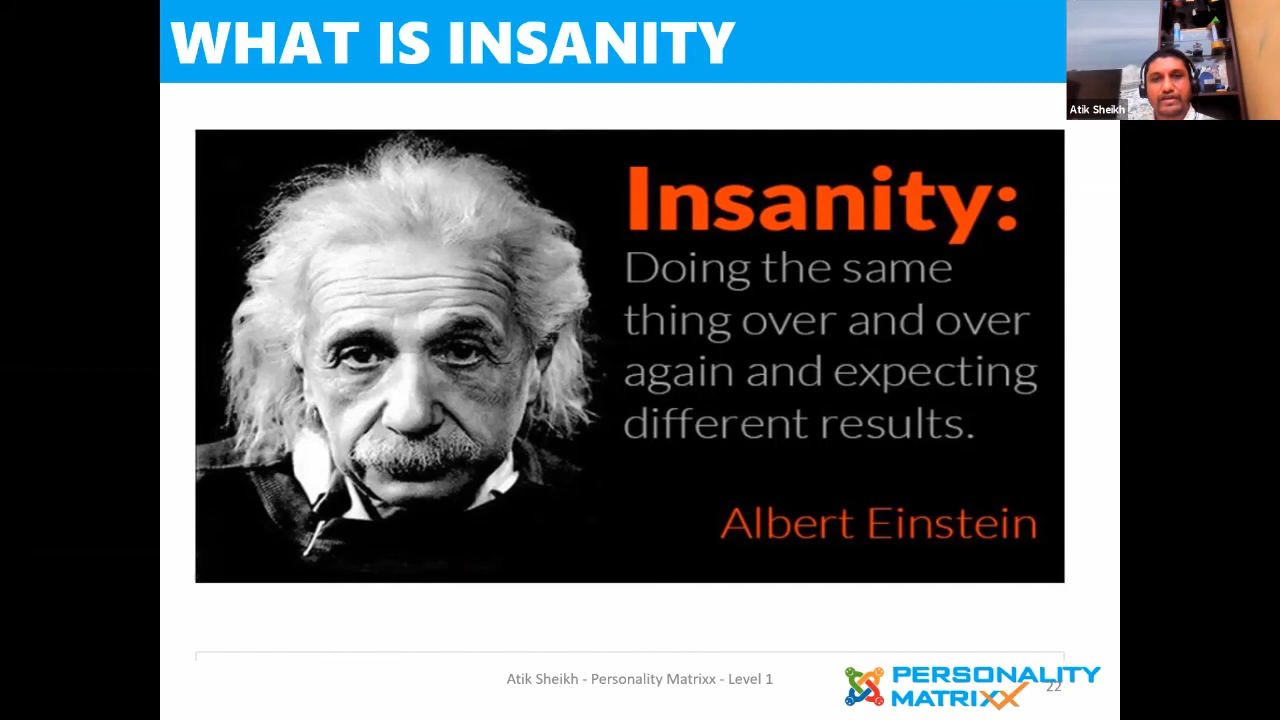 WHAT IS INSANITY
Atik Sheikh
Insanity:
Doing the same
thing over and over
again and expecting
different results.
Albert Einstein
Atik Sheikh - Personality Matrixx - Level 1
PERSONALITY
MATRIXX
22